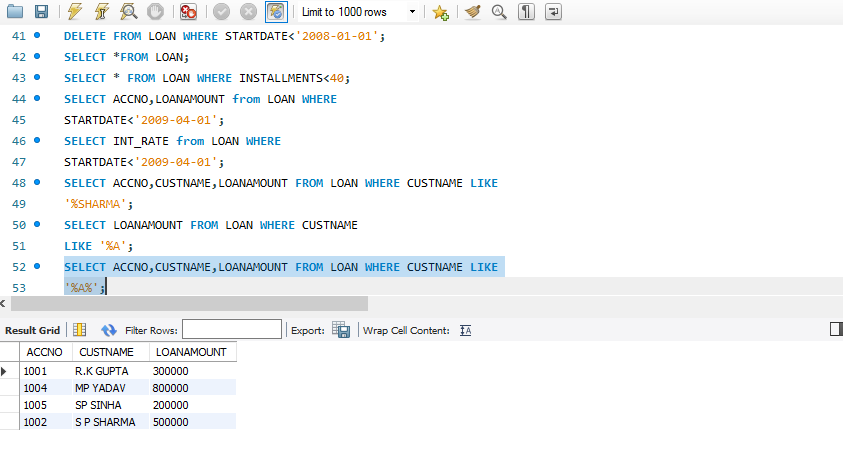 Limit to 1000 rows
41 DELETE FROM LOAN WHERE STARTDATE<'2008-01-01';
42 SELECT *FROM LOAN;
43 SELECT * FROM LOAN WHERE INSTALLMENTS<40;
44 SELECT ACCNO,LOANAMOUNT from LOAN WHERE
45 STARTDATE<'2009-04-01';
46 SELECT INT_RATE from LOAN WHERE
47 STARTDATE<'2009-04-01';
48 SELECT ACCNO,CUSTNAME,LOANAMOUNT FROM LOAN WHERE CUSTNAME LIKE
49 '%SHARMA';
50 SELECT LOANAMOUNT FROM LOAN WHERE CUSTNAME
51 LIKE '%A';
52 SELECT ACCNO,CUSTNAME,LOANAMOUNT FROM LOAN WHERE CUSTNAME LIKE
53 '%A%';
Result Grid Filter Rows: Export: Wrap Cell Content:
ACCNO CUSTNAME LOANAMOUNT
1001 R.K GUPTA 300000
1004 MP YADAV 800000
1005 SP SINHA 200000
1002 S P SHARMA 500000